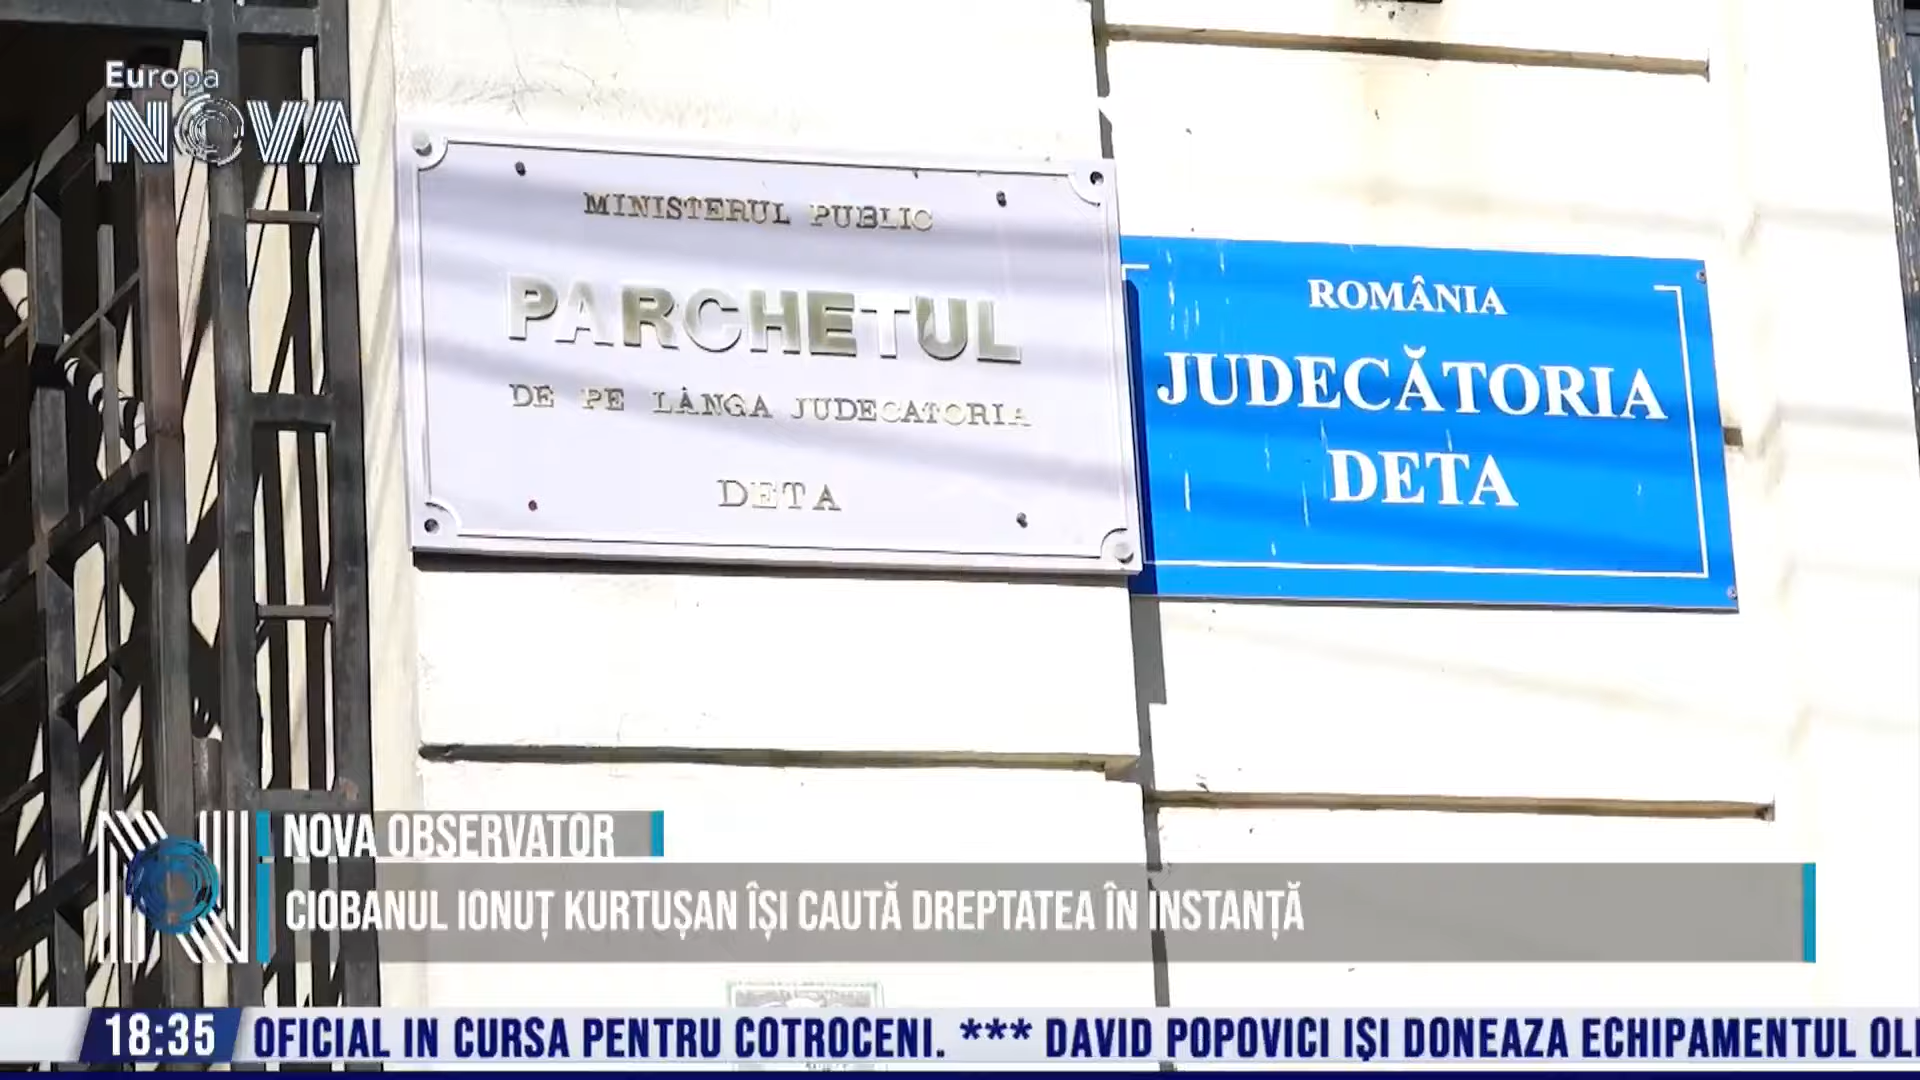 Europa
NOVA
MINISTERUL PUBLIC
PARCHETUL
DE PE LÂNGA JUDECATORIA
DETA
ROMÂNIA
JUDECĂTORIA
DETA
NOVA OBSERVATOR
CIOBANUL IONUȚ KURTUȘAN ÎȘI CAUTĂ DREPTATEA ÎN INSTANȚĂ
18:35 OFICIAL IN CURSA PENTRU COTROCENI. *** DAVID POPOVICI IȘI DONEAZA ECHIPAMENTUL OLI